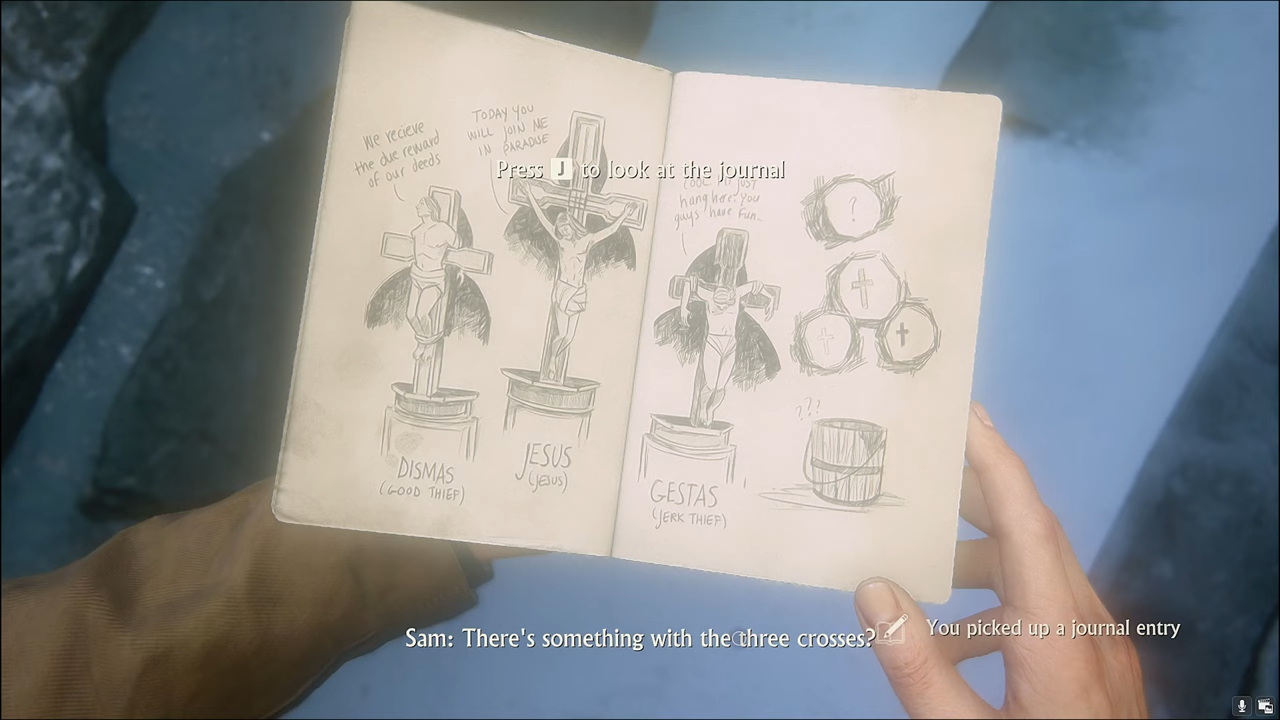 We recieve
the due reward
of our deeds
TODAY YOU
WILL JOIN ME
IN PARADISE
Press J to look at the journal
hang here. You
guys have fun..
?
???
DISMAS
(GOOD THIEF)
JESUS
(JESUS)
GESTAS
(JERK THIEF)
Sam: There's something with the three crosses?
You picked up a journal entry